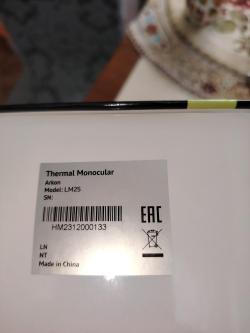 Thermal Monocular
Arkon
Model: LM25
SN:
HM2312000133
EAC
LN
NT
Made in China